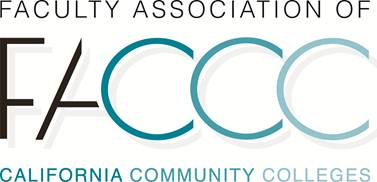 FACULTY ASSOCIATION OF
FACCC
CALIFORNIA COMMUNITY COLLEGES